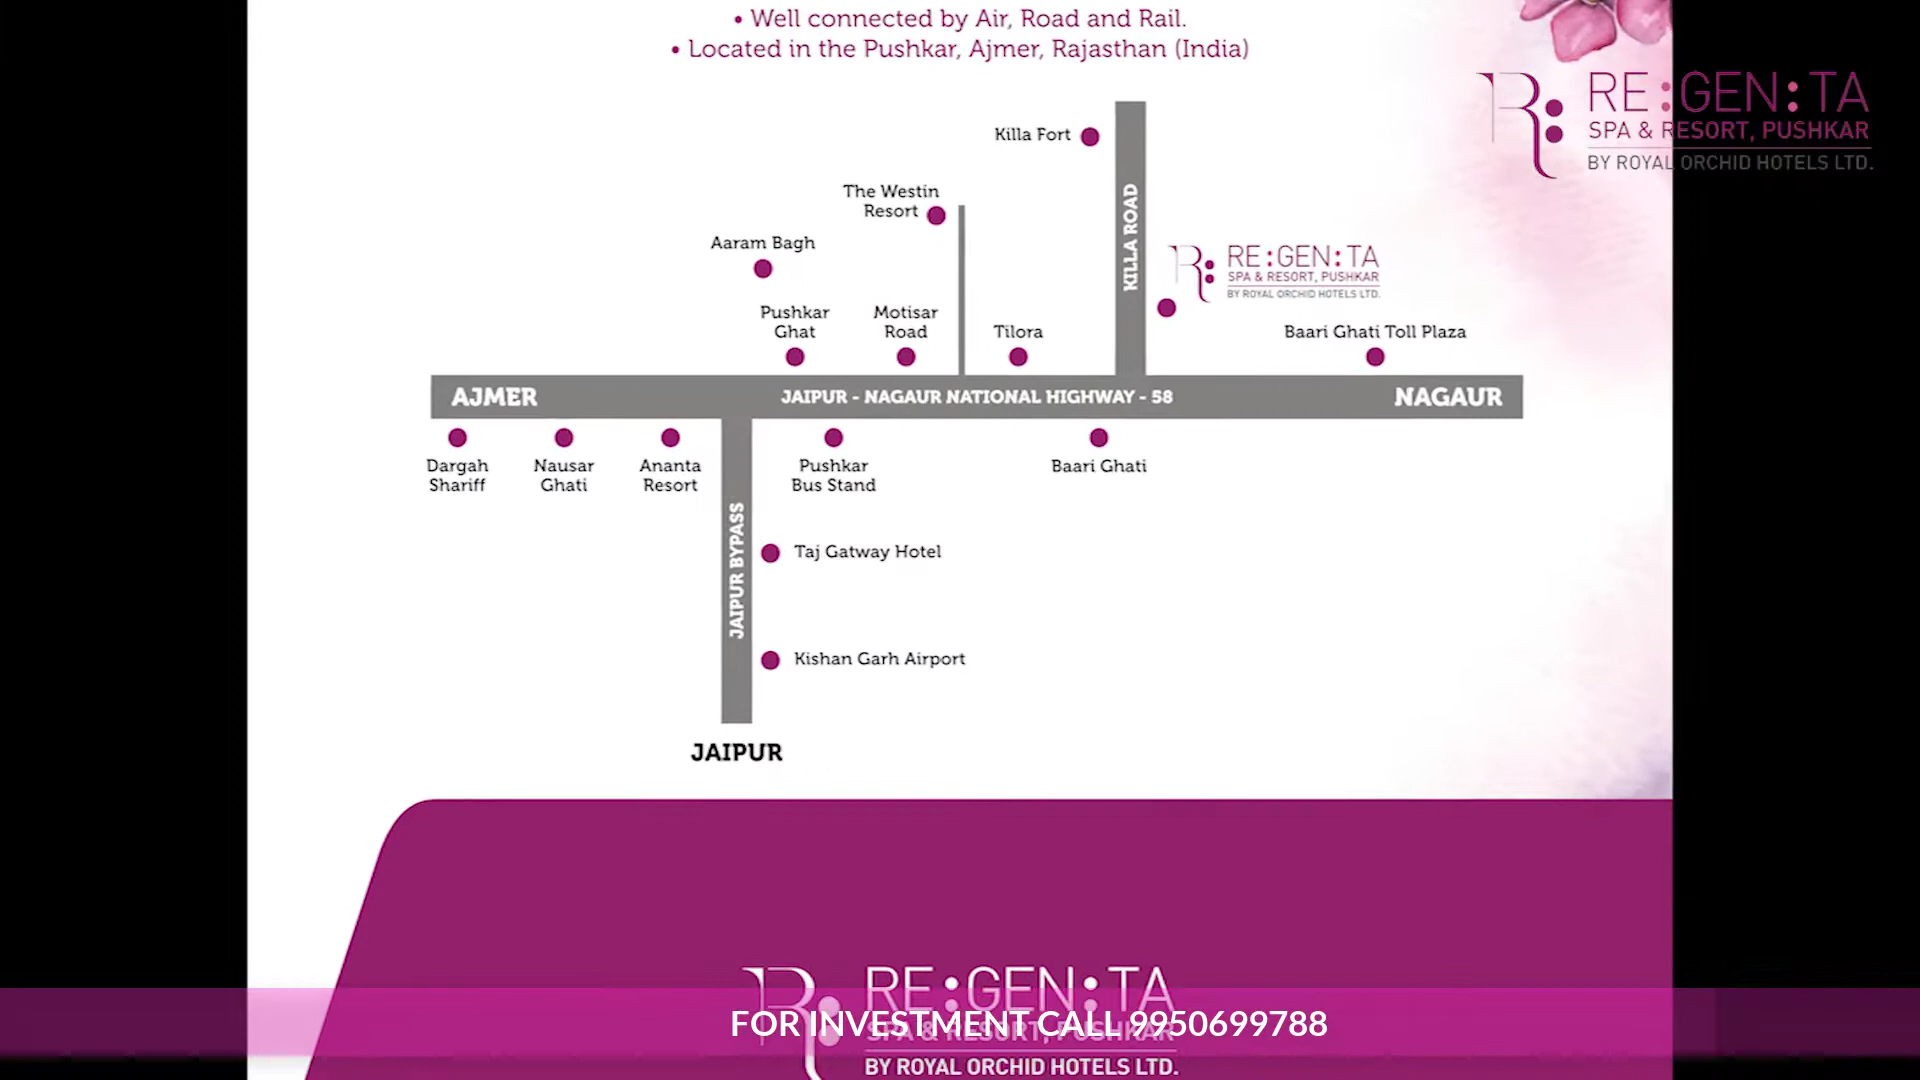 • Well connected by Air, Road and Rail.
• Located in the Pushkar, Ajmer, Rajasthan (India)
RE:GEN:TA
SPA & RESORT, PUSHKAR
BY ROYAL ORCHID HOTELS LTD.
Killa Fort
The Westin
Resort
Aaram Bagh
KILLA ROAD
RE:GEN:TA
SPA & RESORT, PUSHKAR
BY ROYAL ORCHID HOTELS LTD.
Pushkar
Ghat
Motisar
Road
Tilora
Baari Ghati Toll Plaza
AJMER
JAIPUR - NAGAUR NATIONAL HIGHWAY - 58
NAGAUR
Dargah
Shariff
Nausar
Ghati
Ananta
Resort
Pushkar
Bus Stand
Baari Ghati
JAIPUR BYPASS
Taj Gatway Hotel
Kishan Garh Airport
JAIPUR
RE:GEN:TA
FOR INVESTMENT CALL 9950699788
SPA & RESORT, PUSHKAR
BY ROYAL ORCHID HOTELS LTD.